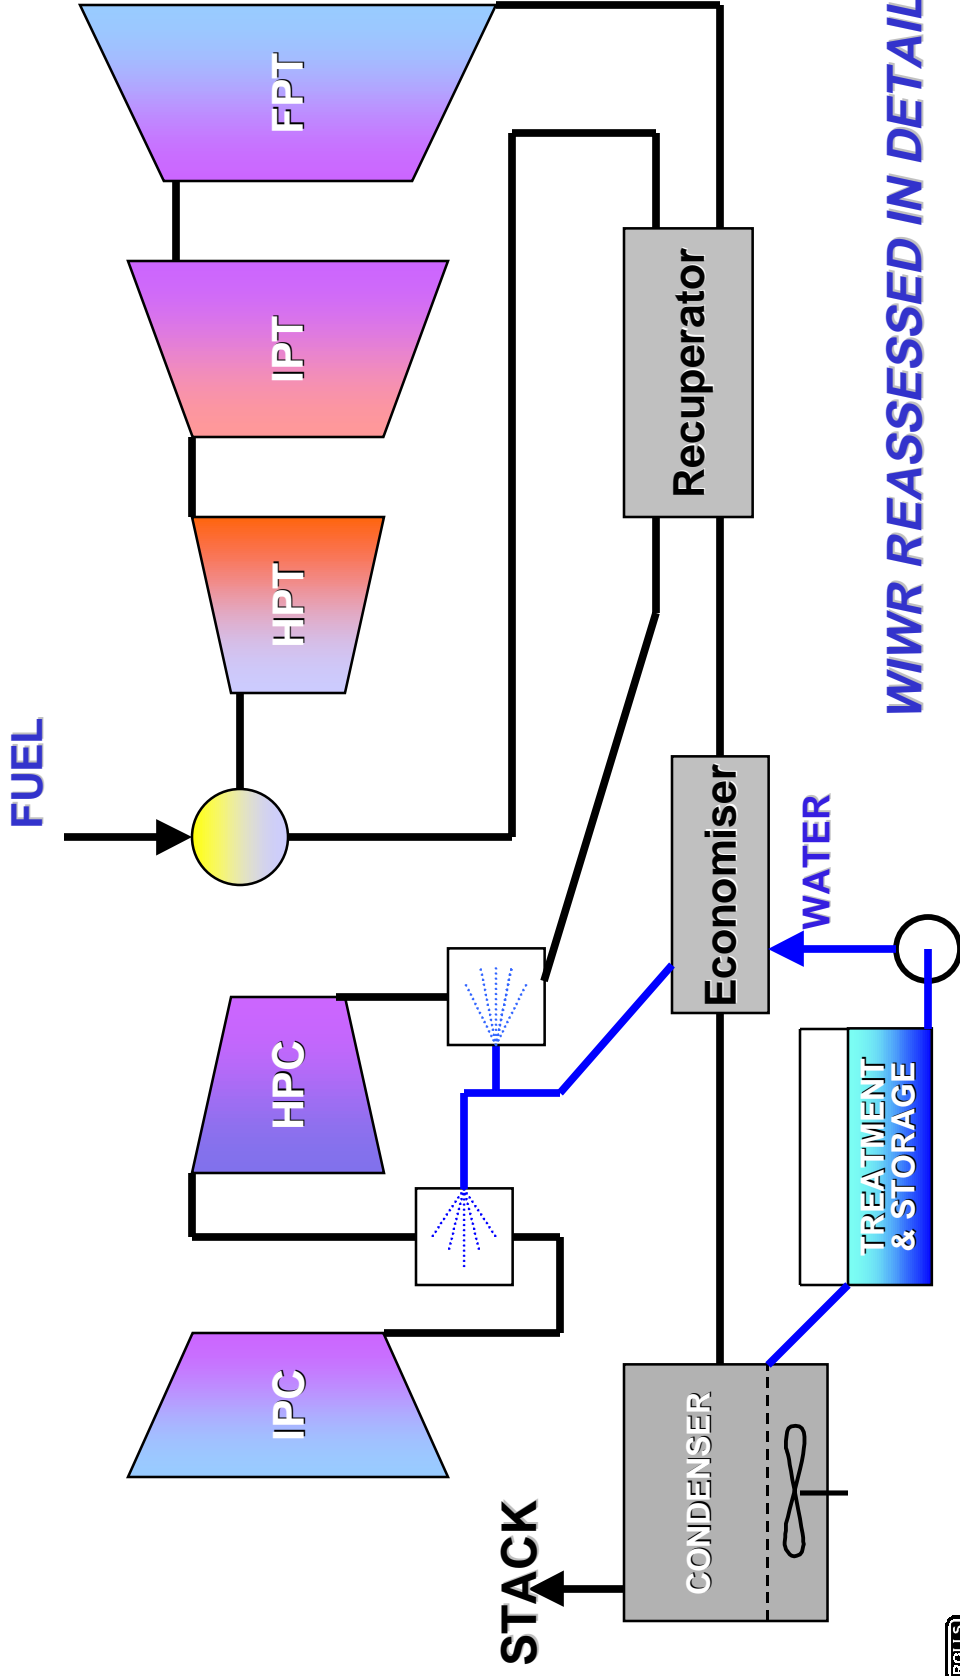 WIWR REASSESSED IN DETAIL
STACK
IPC
HPC
FUEL
HPT
IPT
FPT
Recuperator
Economiser
WATER
CONDENSER
TREATMENT
& STORAGE